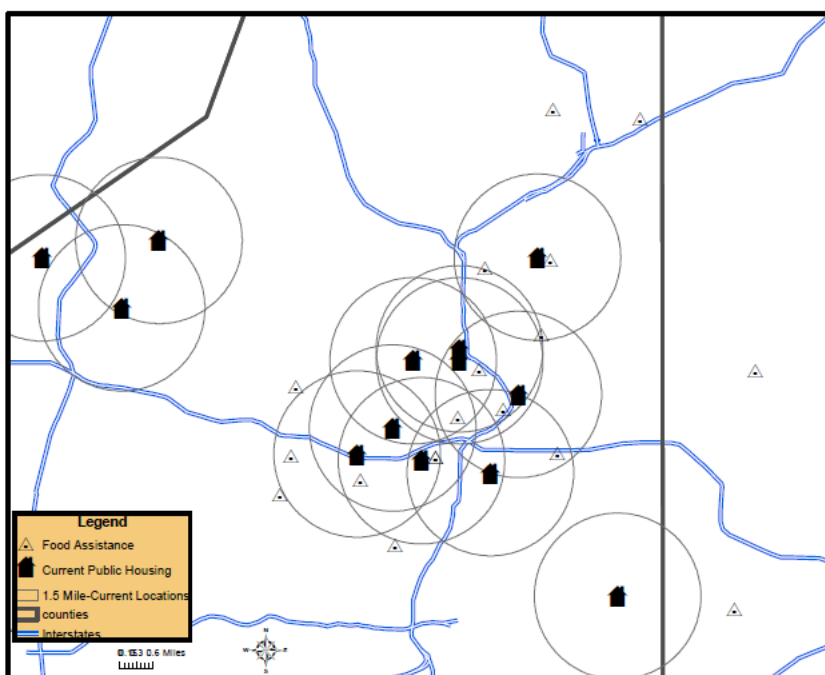 Legend
Food Assistance
Current Public Housing
1.5 Mile-Current Locations
counties
Interstates
N
W
E
S
0.6 Miles